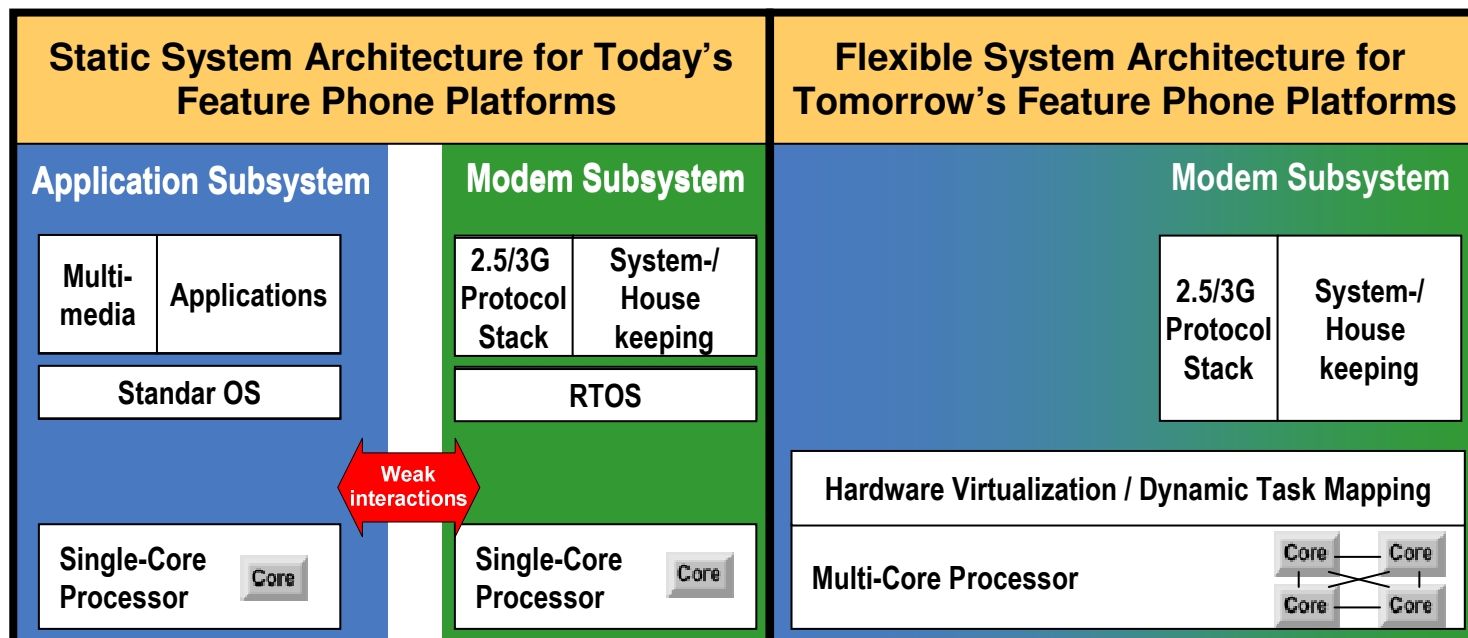 Static System Architecture for Today's
Feature Phone Platforms
Application Subsystem
Modem Subsystem
Multi-
media
Applications
2.5/3G
Protocol
Stack
System-/
House
keeping
Standar OS
RTOS
Weak
interactions
Single-Core
Processor
Core
Single-Core
Processor
Core
Flexible System Architecture for
Tomorrow's Feature Phone Platforms
Modem Subsystem
2.5/3G
Protocol
Stack
System-/
House
keeping
Hardware Virtualization / Dynamic Task Mapping
Multi-Core Processor
Core
Core
Core
Core